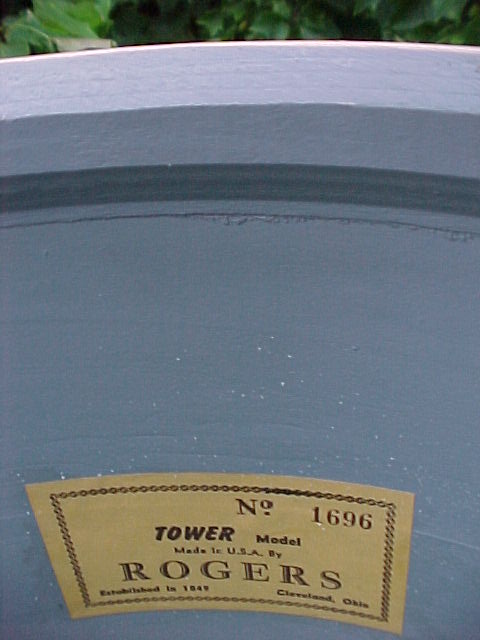 Nº 1696
TOWER Model
Made In U.S.A. By
ROGERS
Established in 1849 Cleveland, Ohio